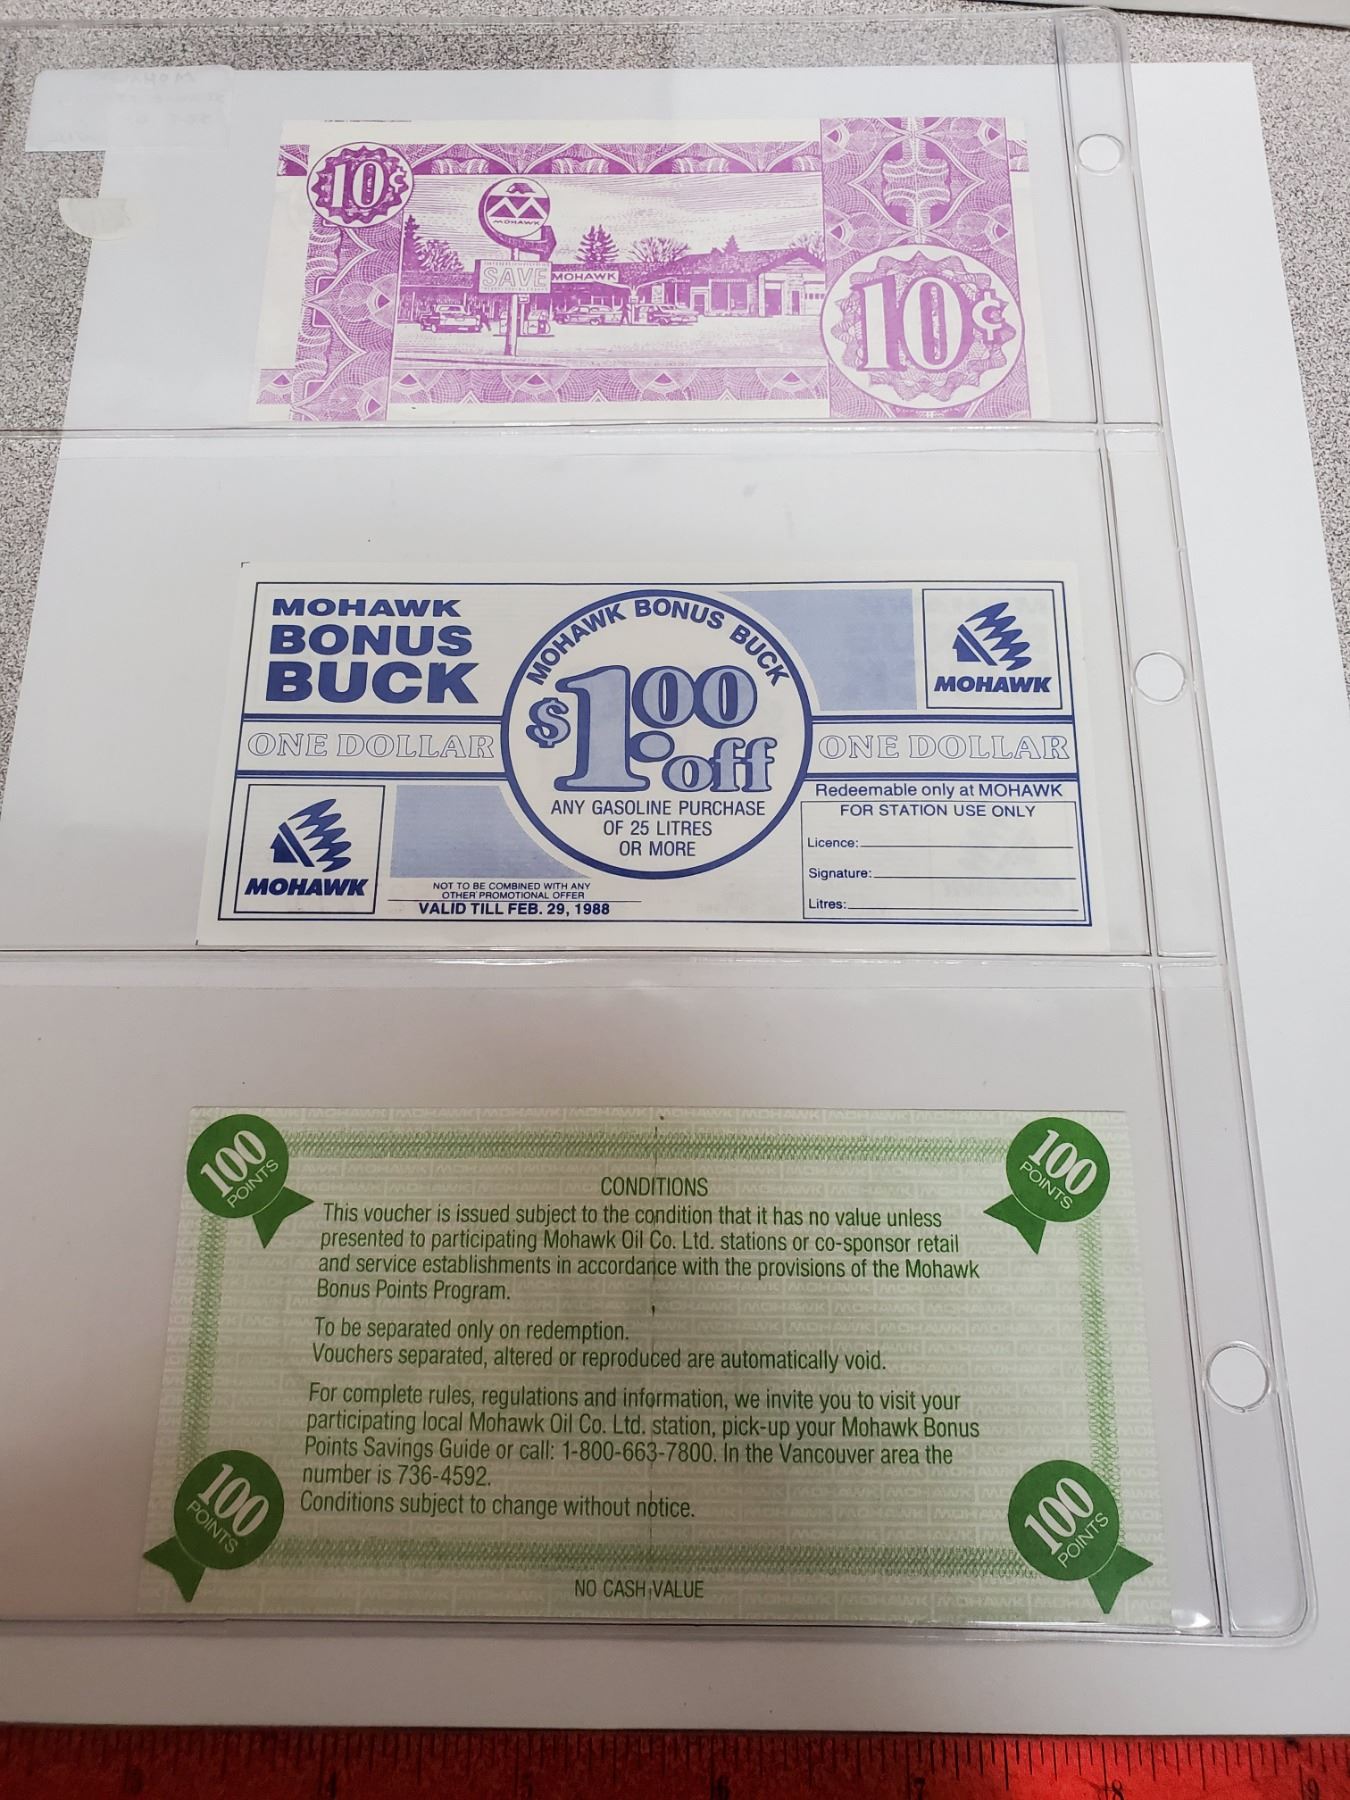 10¢
MOHAWK
SAVE
MOHAWK
10¢
MOHAWK
BONUS
BUCK
MOHAWK BONUS BUCK
$1.00
off
ANY GASOLINE PURCHASE
OF 25 LITRES
OR MORE
MOHAWK
ONE DOLLAR
ONE DOLLAR
MOHAWK
NOT TO BE COMBINED WITH ANY
OTHER PROMOTIONAL OFFER
VALID TILL FEB. 29, 1988
Redeemable only at MOHAWK
FOR STATION USE ONLY
Licence:
Signature:
Litres:
100
POINTS
100
POINTS
CONDITIONS
This voucher is issued subject to the condition that it has no value unless
presented to participating Mohawk Oil Co. Ltd. stations or co-sponsor retail
and service establishments in accordance with the provisions of the Mohawk
Bonus Points Program.
To be separated only on redemption.
Vouchers separated, altered or reproduced are automatically void.
For complete rules, regulations and information, we invite you to visit your
participating local Mohawk Oil Co. Ltd. station, pick-up your Mohawk Bonus
Points Savings Guide or call: 1-800-663-7800. In the Vancouver area the
number is 736-4592.
Conditions subject to change without notice.
100
POINTS
100
POINTS
NO CASH VALUE
4
5
6
7
8
9